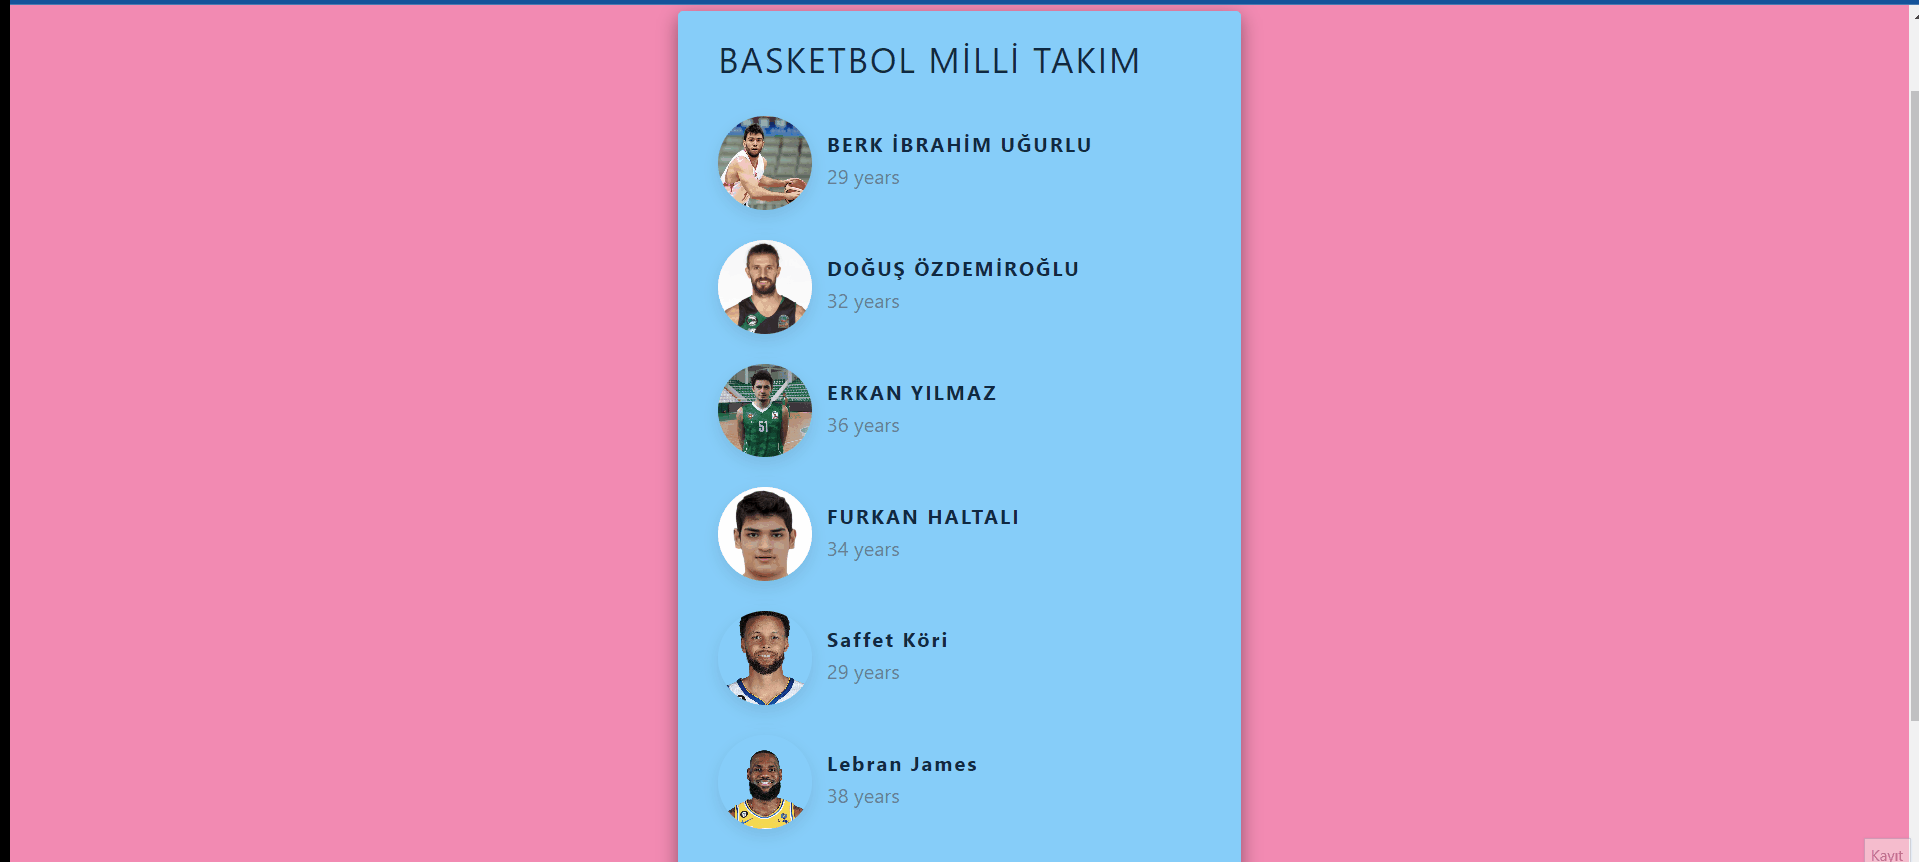 BASKETBOL MİLLİ TAKIM
BERK İBRAHİM UĞURLU
29 years
DOĞUŞ ÖZDEMİROĞLU
32 years
ERKAN YILMAZ
36 years
51
FURKAN HALTALI
34 years
Saffet Köri
29 years
Lebran James
38 years
Kayıt